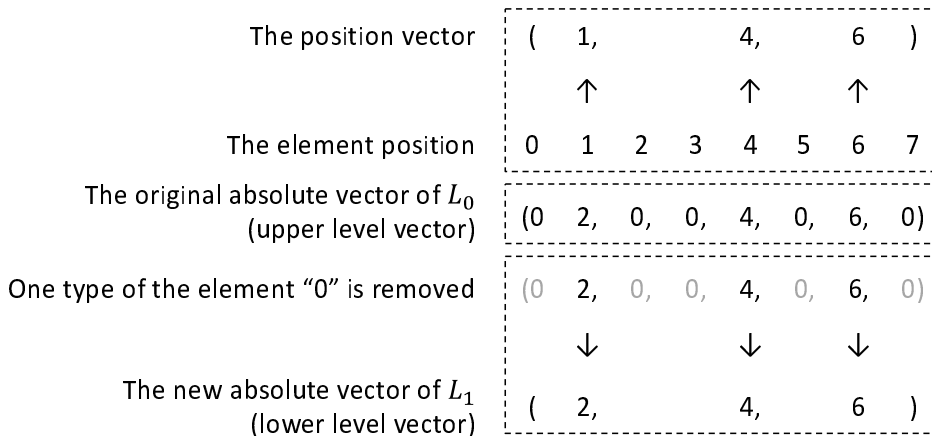 The position vector ( 1, 4, 6 )
↑ ↑ ↑
The element position 0 1 2 3 4 5 6 7
The original absolute vector of L₀
(upper level vector) (0 2, 0, 0, 4, 0, 6, 0)
One type of the element “0” is removed (0 2, 0, 0, 4, 0, 6, 0)
↓ ↓ ↓
The new absolute vector of L₁
(lower level vector) ( 2, 4, 6 )